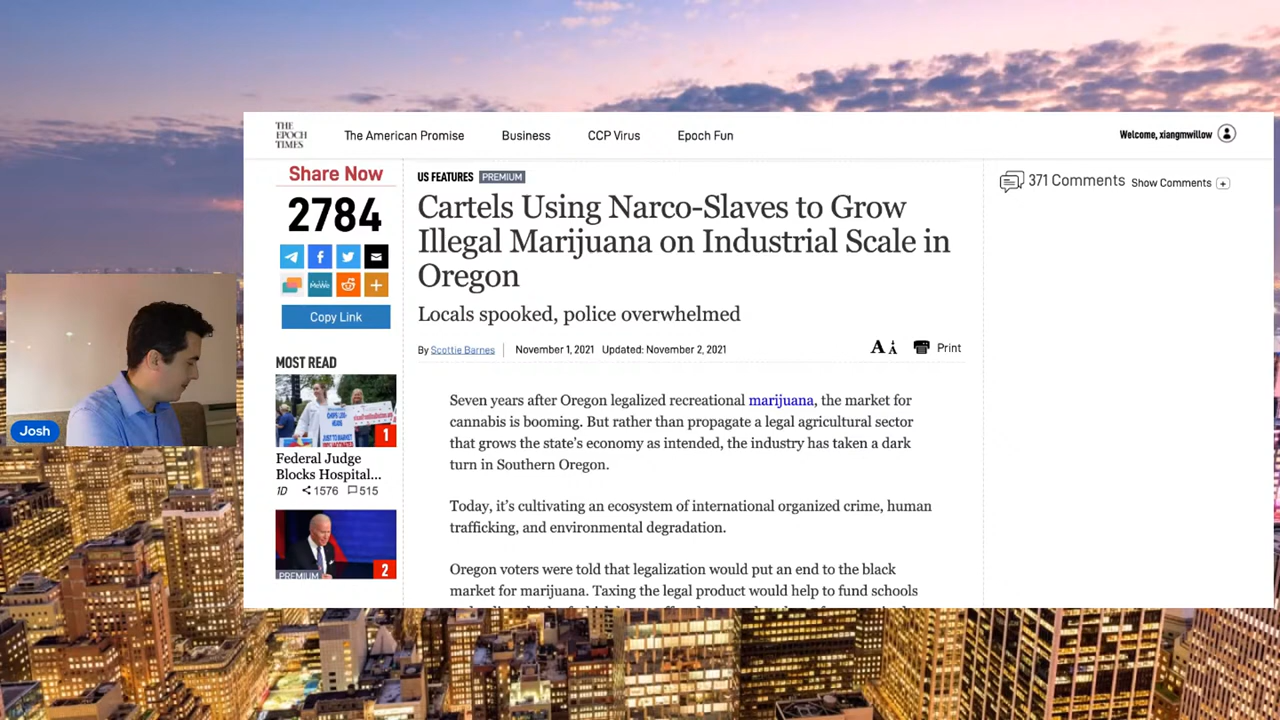 THE
EPOCH
TIMES
The American Promise
Business
CCP Virus
Epoch Fun
Welcome, xiangmwillow
Share Now
2784
MeWe
Copy Link
MOST READ
1
Federal Judge
Blocks Hospital...
1D 1576 515
PREMIUM
2
US FEATURES PREMIUM
Cartels Using Narco-Slaves to Grow
Illegal Marijuana on Industrial Scale in
Oregon
Locals spooked, police overwhelmed
By Scottie Barnes November 1, 2021 Updated: November 2, 2021
A A Print
Seven years after Oregon legalized recreational marijuana, the market for
cannabis is booming. But rather than propagate a legal agricultural sector
that grows the state's economy as intended, the industry has taken a dark
turn in Southern Oregon.
Today, it's cultivating an ecosystem of international organized crime, human
trafficking, and environmental degradation.
Oregon voters were told that legalization would put an end to the black
market for marijuana. Taxing the legal product would help to fund schools
371 Comments Show Comments +
Josh